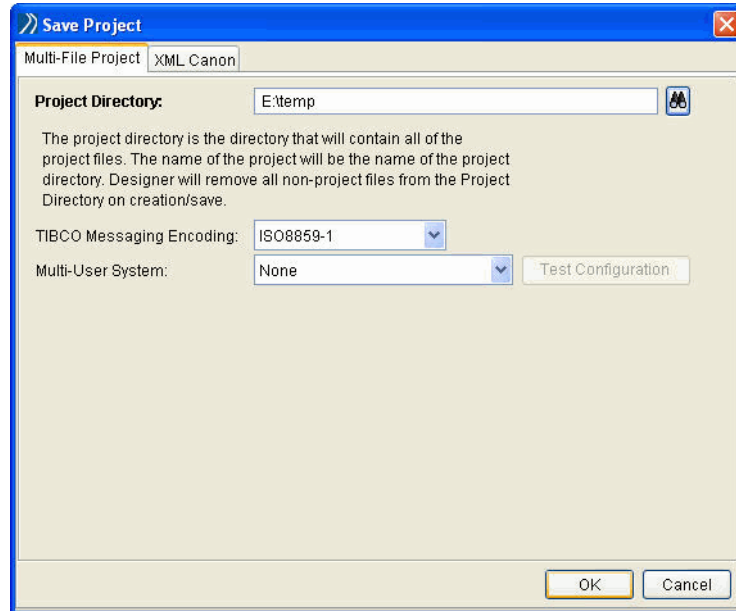 Save Project
Multi-File Project XML Canon
Project Directory: E:\temp
The project directory is the directory that will contain all of the
project files. The name of the project will be the name of the project
directory. Designer will remove all non-project files from the Project
Directory on creation/save.
TIBCO Messaging Encoding: ISO8859-1
Multi-User System: None Test Configuration
OK Cancel